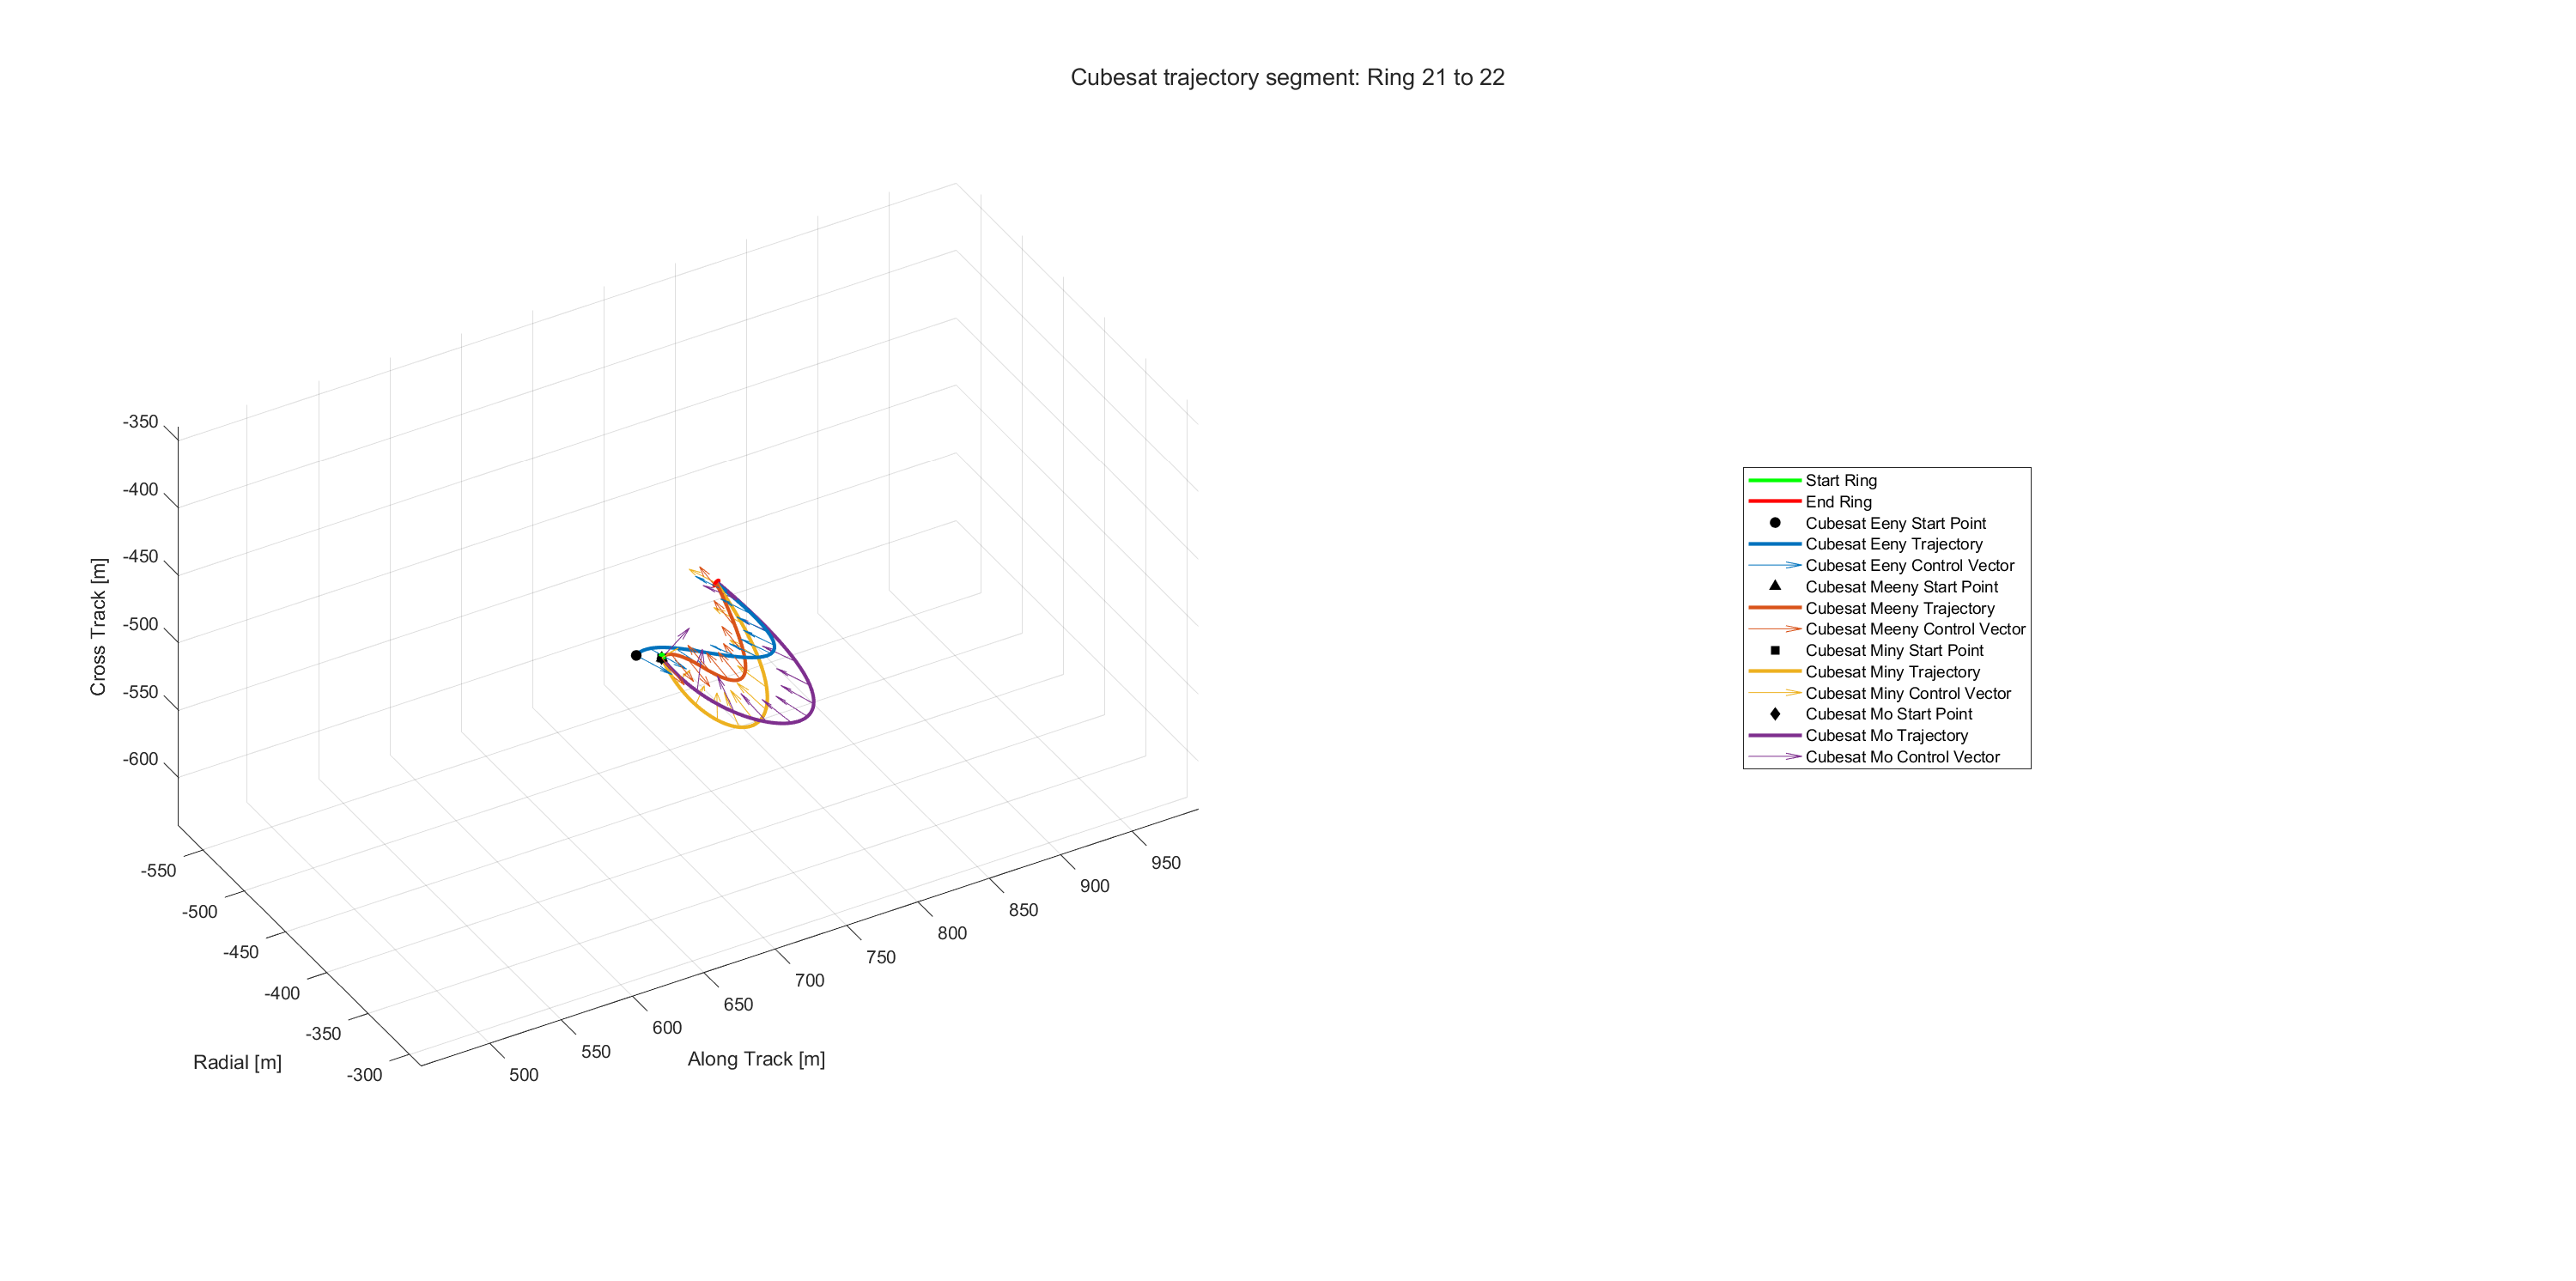 Cubesat trajectory segment: Ring 21 to 22
-350
-400
-450
-500
-550
-600
Cross Track [m]
-550
-500
-450
-400
-350
-300
Radial [m]
500
550
600
650
700
750
800
850
900
950
Along Track [m]
Start Ring
End Ring
Cubesat Eeny Start Point
Cubesat Eeny Trajectory
Cubesat Eeny Control Vector
Cubesat Meeny Start Point
Cubesat Meeny Trajectory
Cubesat Meeny Control Vector
Cubesat Miny Start Point
Cubesat Miny Trajectory
Cubesat Miny Control Vector
Cubesat Mo Start Point
Cubesat Mo Trajectory
Cubesat Mo Control Vector